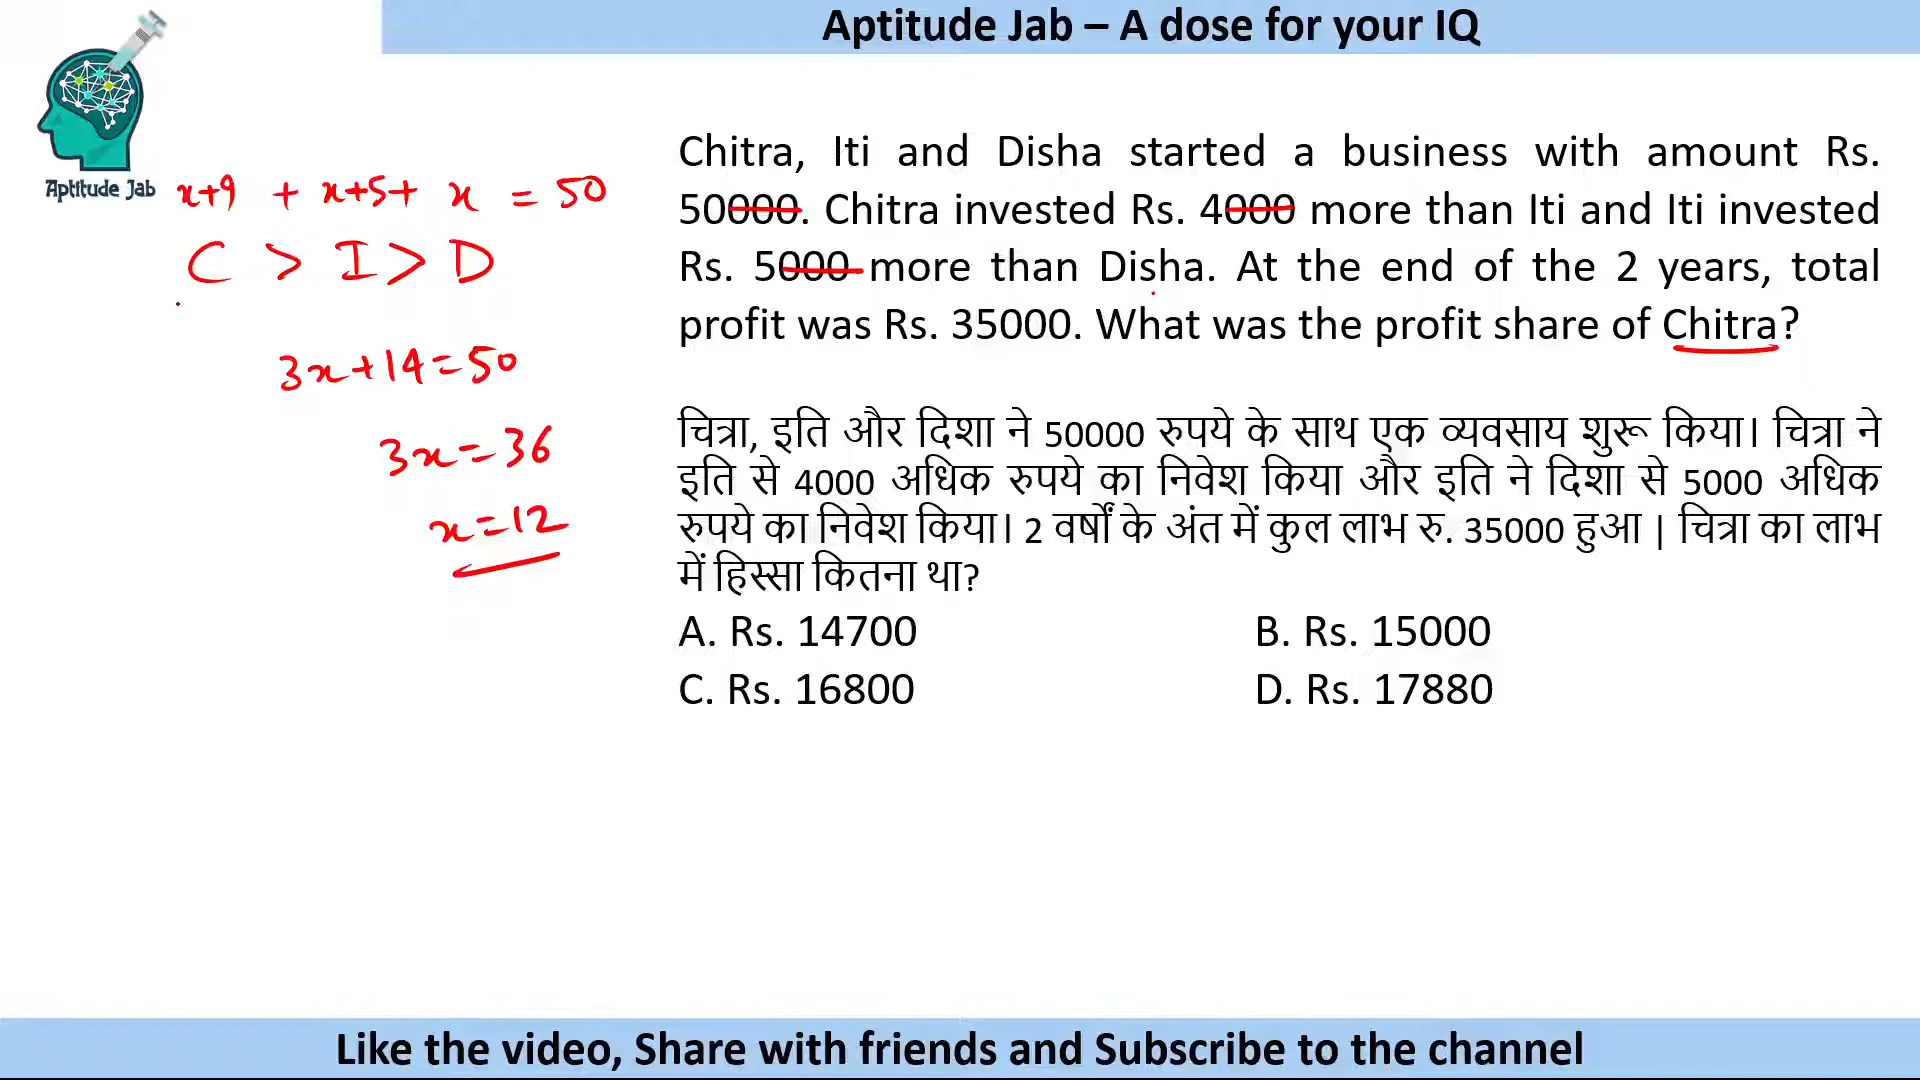 Aptitude Jab – A dose for your IQ
Aptitude Jab
x+9 + x+5+ x = 50
C > I > D
3x+14=50
3x=36
x=12
Chitra, Iti and Disha started a business with amount Rs.
50000. Chitra invested Rs. 4000 more than Iti and Iti invested
Rs. 5000 more than Disha. At the end of the 2 years, total
profit was Rs. 35000. What was the profit share of Chitra?
चित्रा, इति और दिशा ने 50000 रुपये के साथ एक व्यवसाय शुरू किया। चित्रा ने
इति से 4000 अधिक रुपये का निवेश किया और इति ने दिशा से 5000 अधिक
रुपये का निवेश किया। 2 वर्षों के अंत में कुल लाभ रु. 35000 हुआ | चित्रा का लाभ
में हिस्सा कितना था?
A. Rs. 14700 B. Rs. 15000
C. Rs. 16800 D. Rs. 17880
Like the video, Share with friends and Subscribe to the channel